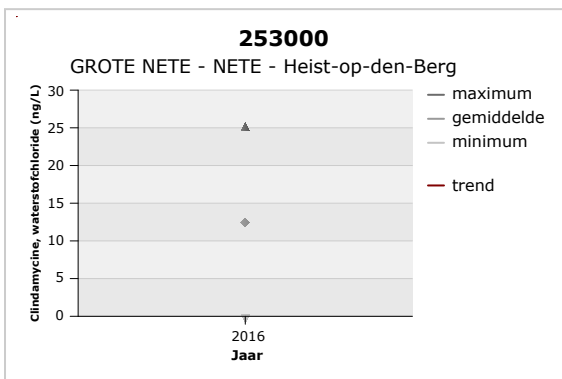 253000
GROTE NETE - NETE - Heist-op-den-Berg
Clindamycine, waterstofchloride (ng/L)
30
25
20
15
10
5
0
2016
Jaar
maximum
gemiddelde
minimum
trend